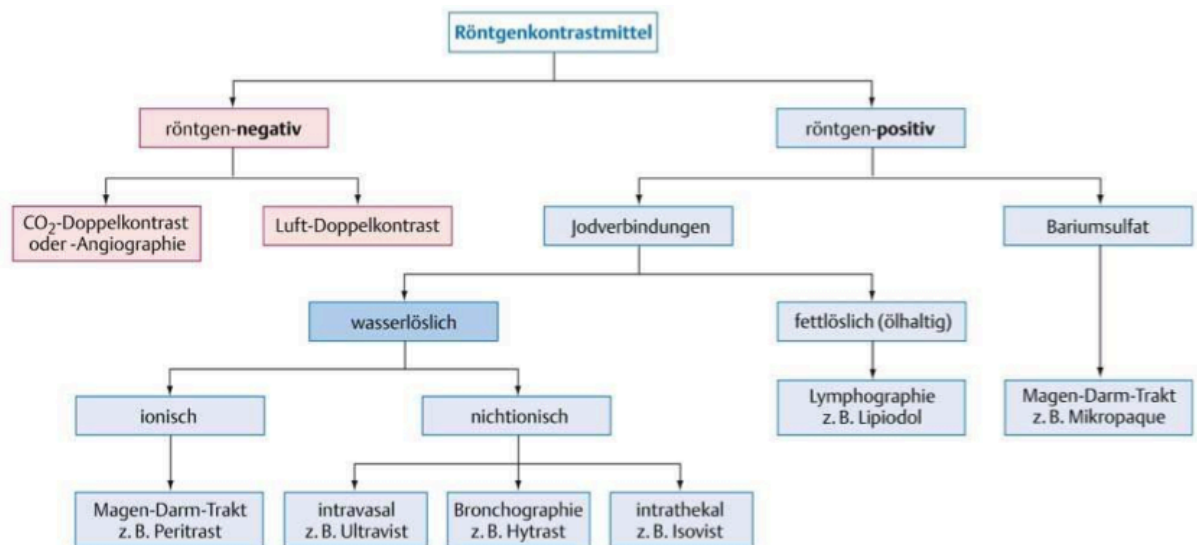 Röntgenkontrastmittel
röntgen-negativ
röntgen-positiv
CO₂-Doppelkontrast
oder -Angiographie
Luft-Doppelkontrast
Jodverbindungen
Bariumsulfat
wasserlöslich
fettlöslich (ölhaltig)
ionisch
nichtionisch
Lymphographie
z. B. Lipiodol
Magen-Darm-Trakt
z. B. Mikropaque
Magen-Darm-Trakt
z. B. Peritrast
intravasal
z. B. Ultravist
Bronchographie
z. B. Hytrast
intrathekal
z. B. Isovist